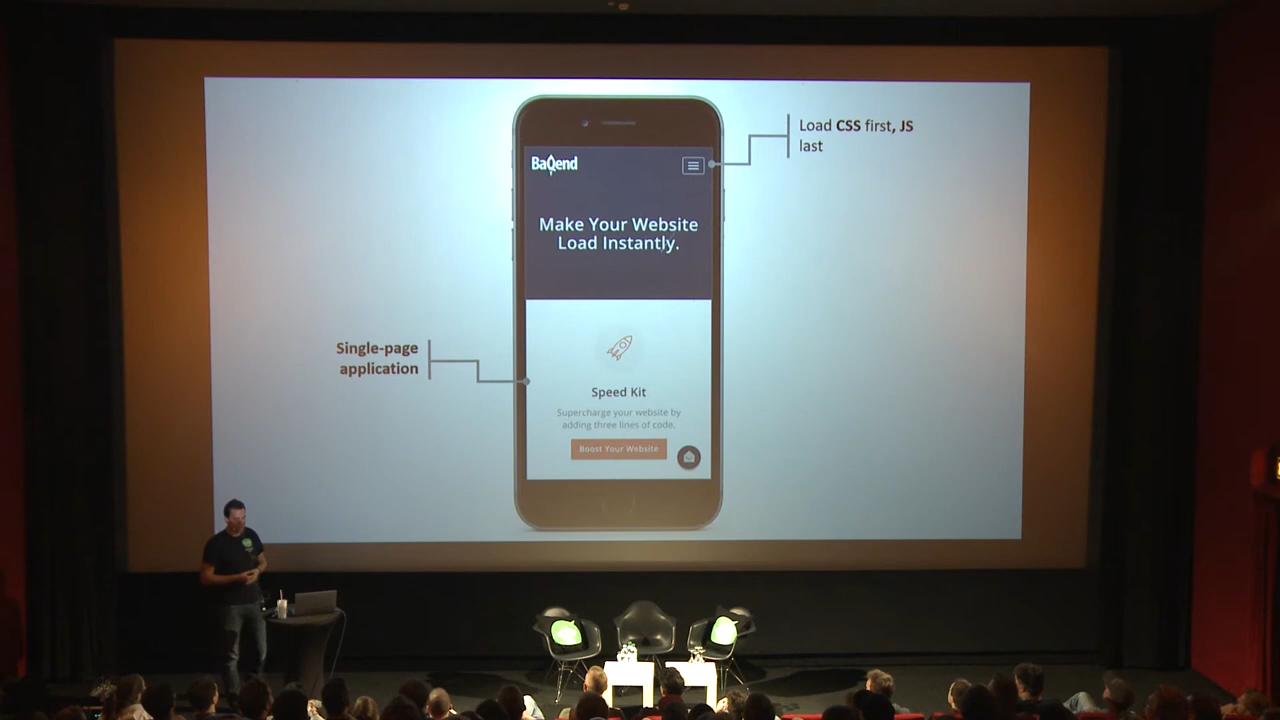 Load CSS first, JS
last
BaQend
Make Your Website
Load Instantly.
Single-page
application
Speed Kit
Supercharge your website by
adding three lines of code.
Boost Your Website